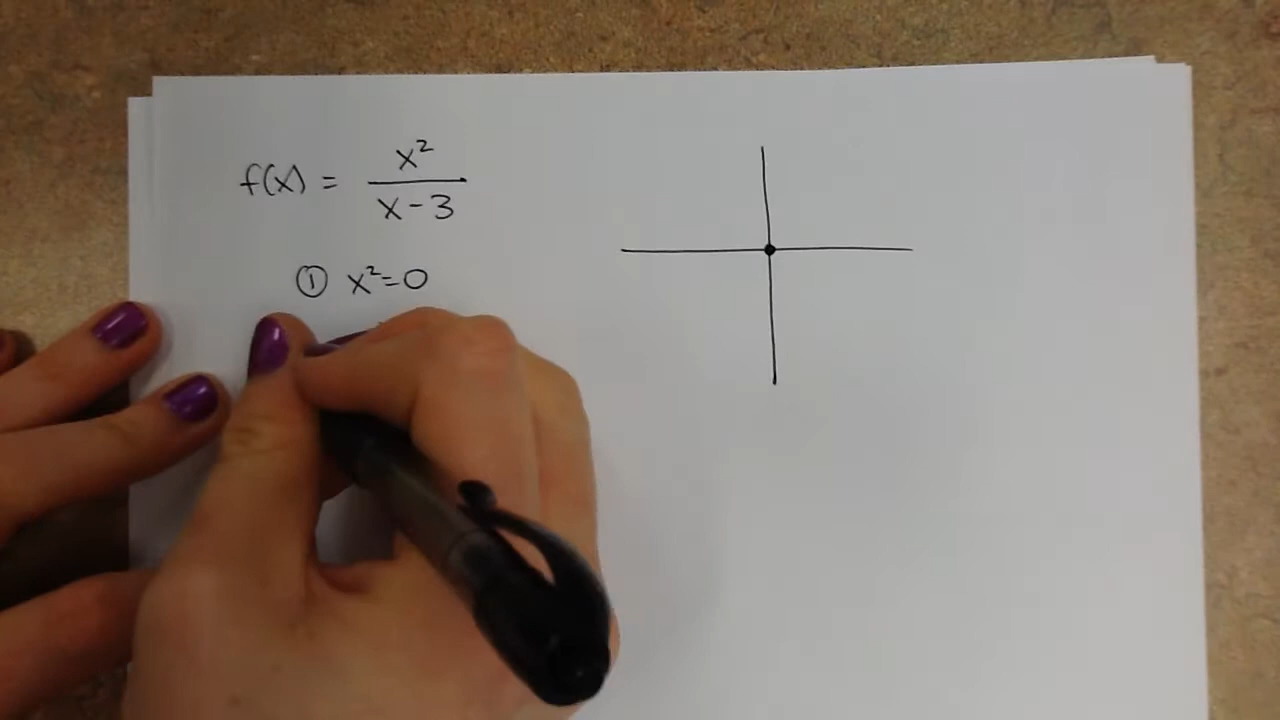 f(x) = x²/(x-3)
① x²=0